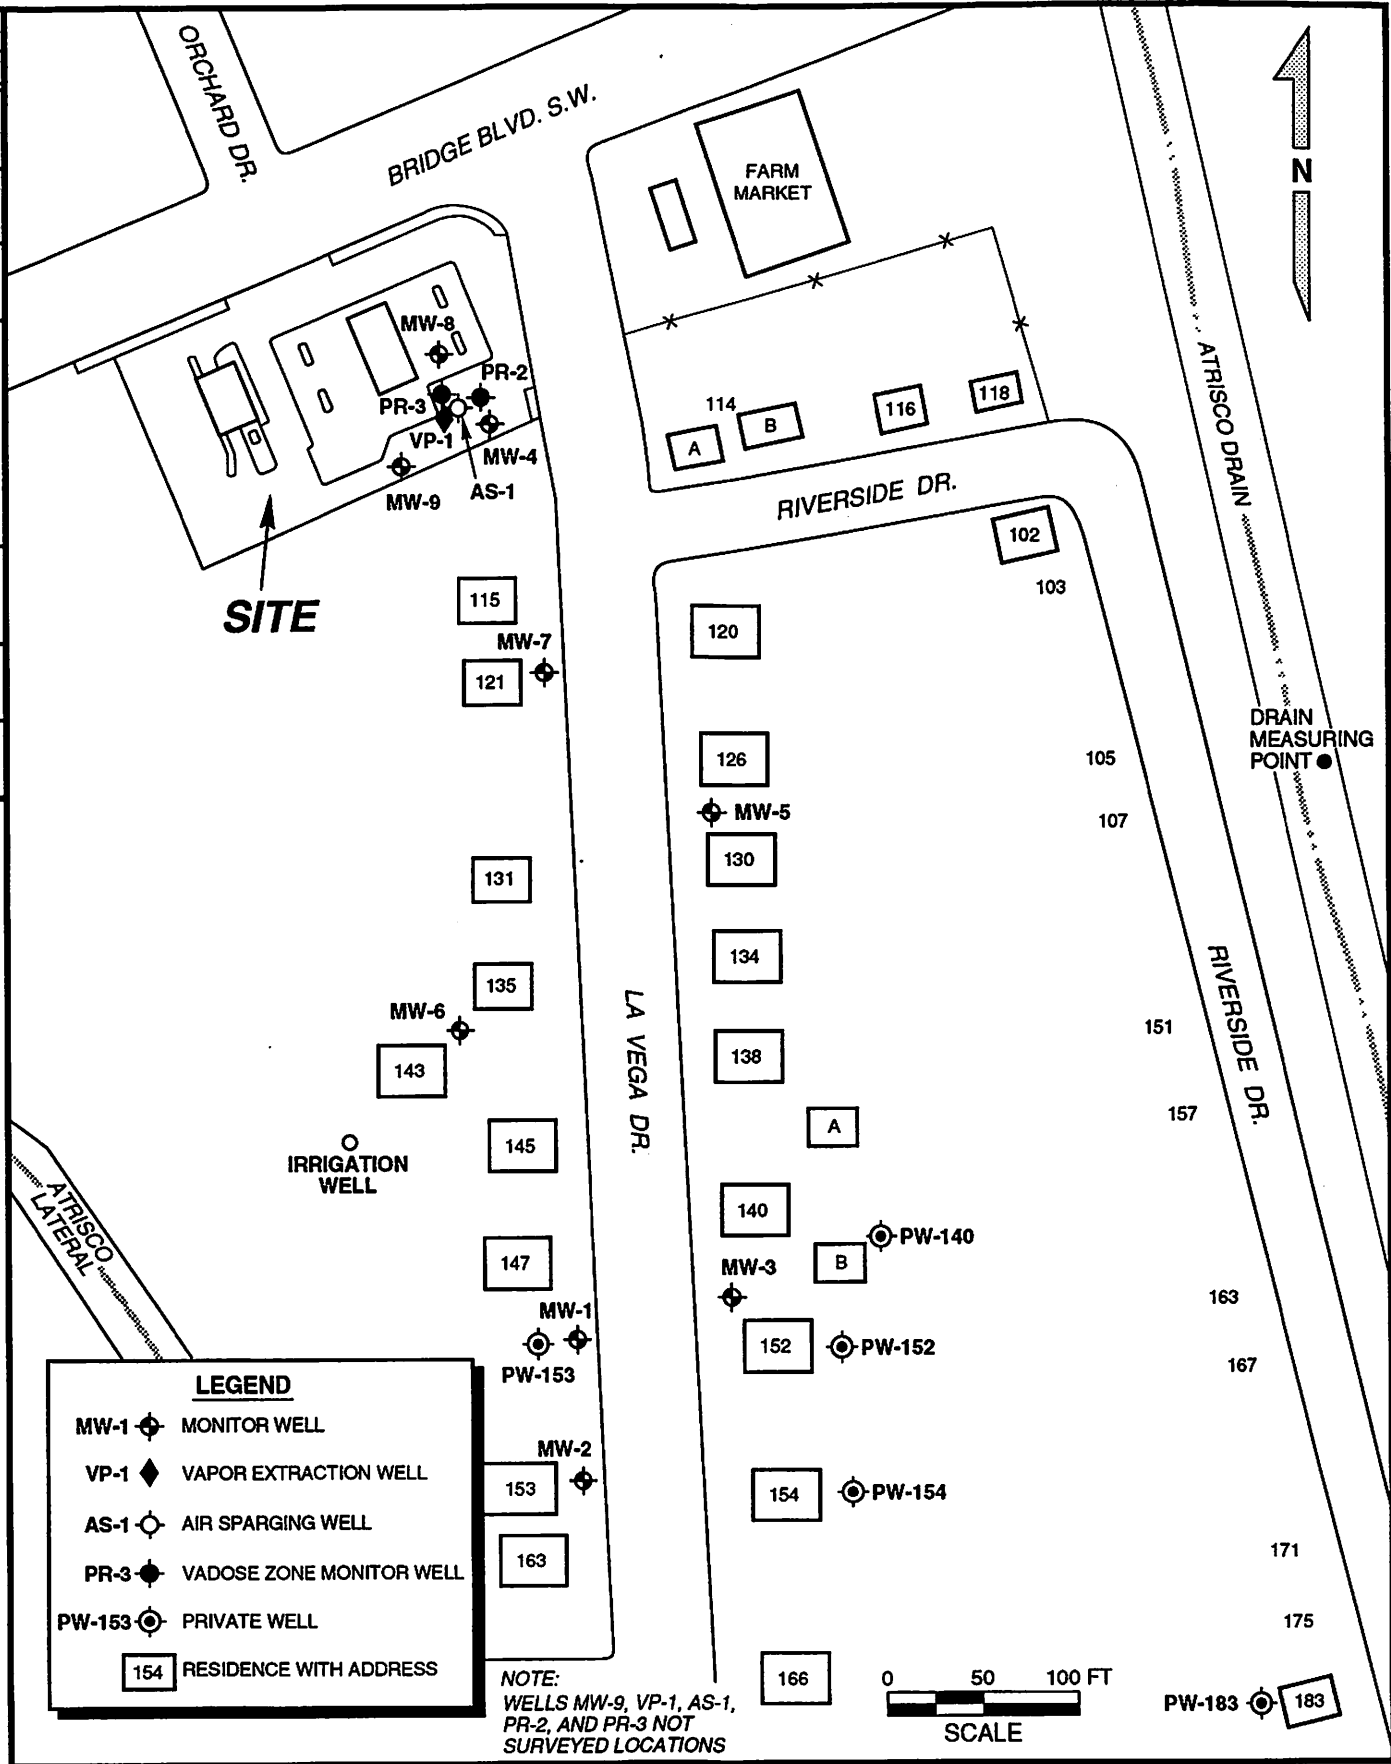 ORCHARD DR.
BRIDGE BLVD. S.W.
FARM
MARKET
N
MW-8
PR-2
PR-3
VP-1
MW-4
AS-1
MW-9
114
A
B
116
118
ATRISCO DRAIN
RIVERSIDE DR.
102
103
SITE
115
MW-7
121
120
126
105
DRAIN
MEASURING
POINT
MW-5
107
130
131
134
135
MW-6
143
LA VEGA DR.
138
151
RIVERSIDE DR.
157
A
145
IRRIGATION
WELL
ATRISCO
LATERAL
140
PW-140
B
147
MW-3
MW-1
PW-153
152
PW-152
163
167
LEGEND
MW-1 MONITOR WELL
VP-1 VAPOR EXTRACTION WELL
AS-1 AIR SPARGING WELL
PR-3 VADOSE ZONE MONITOR WELL
PW-153 PRIVATE WELL
154 RESIDENCE WITH ADDRESS
MW-2
153
154
PW-154
163
171
175
166
NOTE:
WELLS MW-9, VP-1, AS-1,
PR-2, AND PR-3 NOT
SURVEYED LOCATIONS
0 50 100 FT
SCALE
PW-183
183